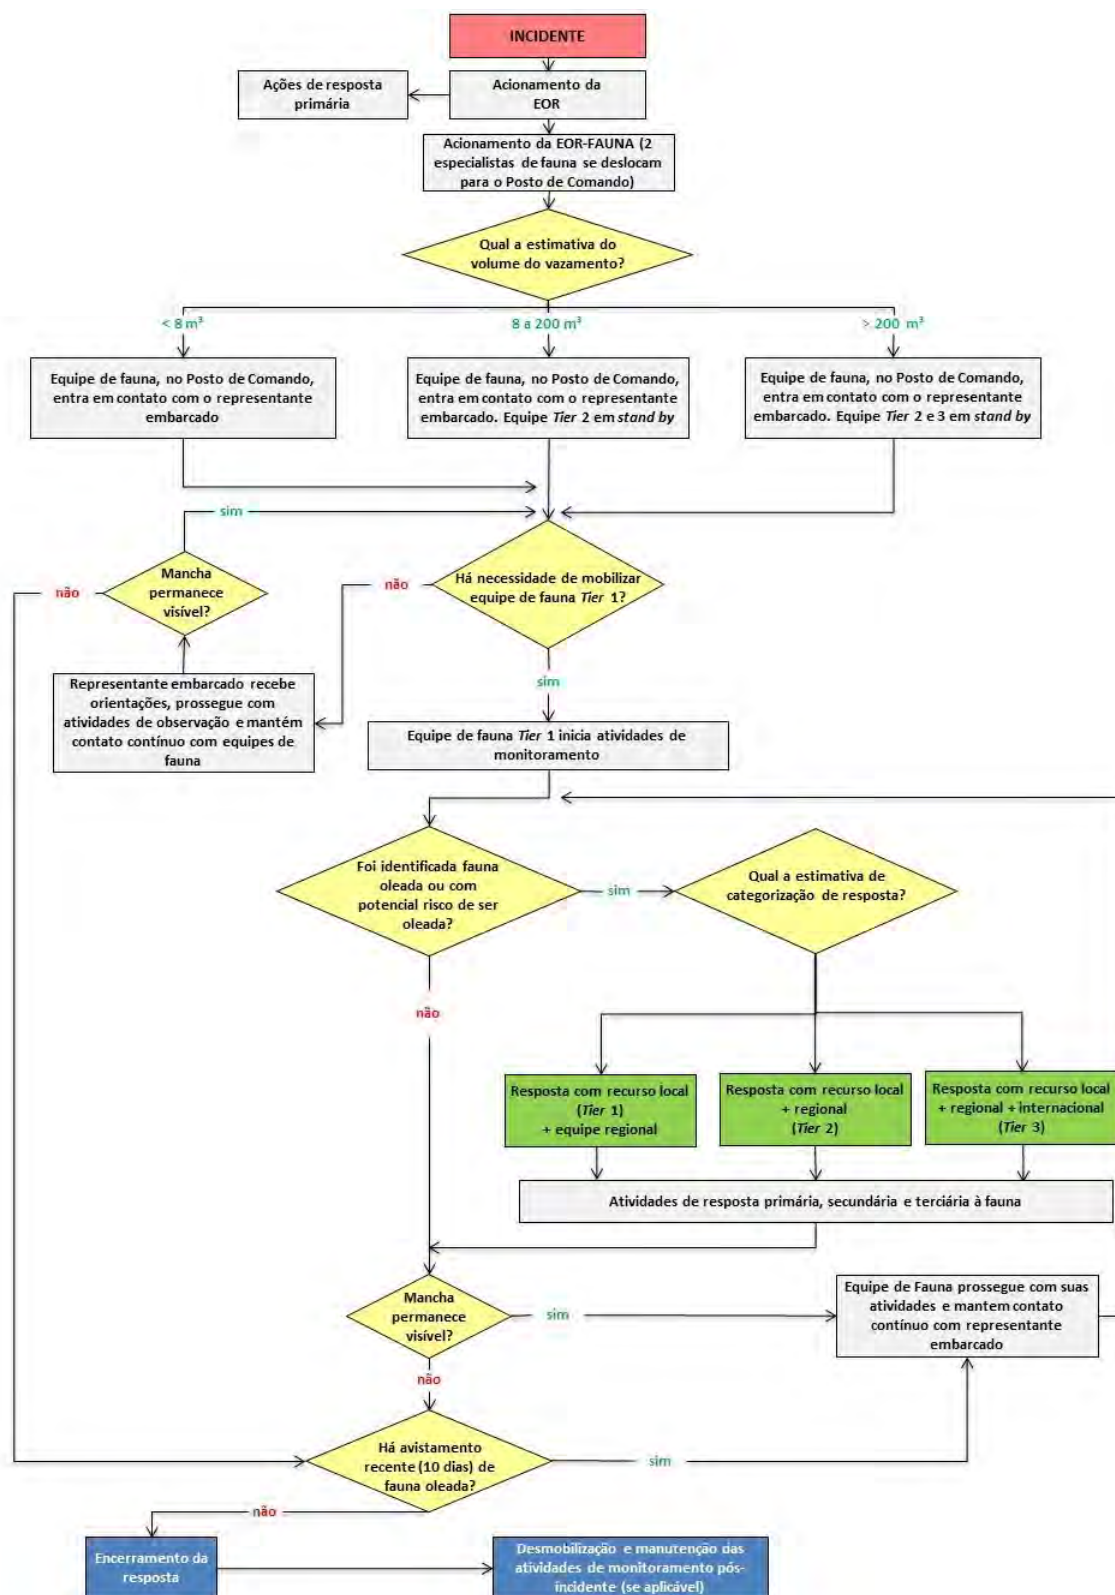 INCIDENTE
Ações de resposta
primária
Acionamento da
EOR
Acionamento da EOR-FAUNA (2
especialistas de fauna se deslocam
para o Posto de Comando)
Qual a estimativa do
volume do vazamento?
< 8 m³
8 a 200 m³
> 200 m³
Equipe de fauna, no Posto de Comando,
entra em contato com o representante
embarcado
Equipe de fauna, no Posto de Comando,
entra em contato com o representante
embarcado. Equipe Tier 2 em stand by
Equipe de fauna, no Posto de Comando,
entra em contato com o representante
embarcado. Equipe Tier 2 e 3 em stand by
sim
não
Mancha
permanece
visível?
não
Há necessidade de mobilizar
equipe de fauna Tier 1?
sim
Representante embarcado recebe
orientações, prossegue com
atividades de observação e mantém
contato contínuo com equipes de
fauna
Equipe de fauna Tier 1 inicia atividades de
monitoramento
Foi identificada fauna
oleada ou com
potencial risco de ser
oleada?
sim
Qual a estimativa de
categorização de resposta?
não
Resposta com recurso local
(Tier 1)
+ equipe regional
Resposta com recurso local
+ regional
(Tier 2)
Resposta com recurso local
+ regional + internacional
(Tier 3)
Atividades de resposta primária, secundária e terciária à fauna
Mancha
permanece
visível?
sim
Equipe de Fauna prossegue com suas
atividades e mantem contato
contínuo com representante
embarcado
não
Há avistamento
recente (10 dias) de
fauna oleada?
sim
não
Encerramento da
resposta
Desmobilização e manutenção das
atividades de monitoramento pós-
incidente (se aplicável)